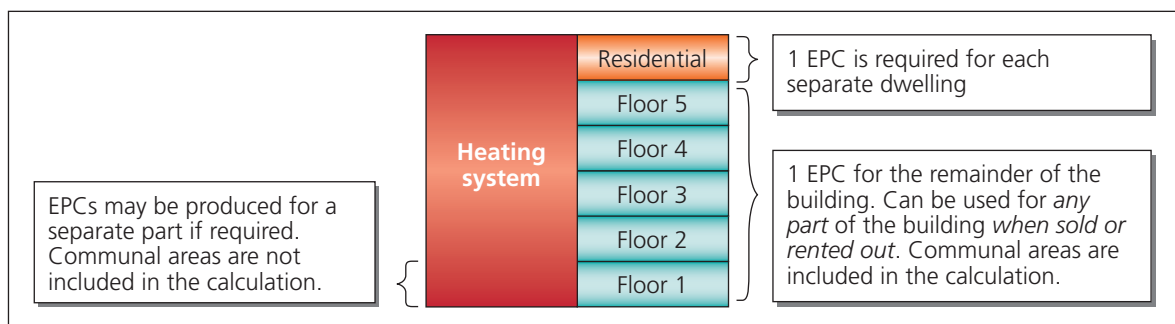 EPCs may be produced for a
separate part if required.
Communal areas are not
included in the calculation.
Heating
system
Residential
Floor 5
Floor 4
Floor 3
Floor 2
Floor 1
1 EPC is required for each
separate dwelling
1 EPC for the remainder of the
building. Can be used for any
part of the building when sold or
rented out. Communal areas are
included in the calculation.